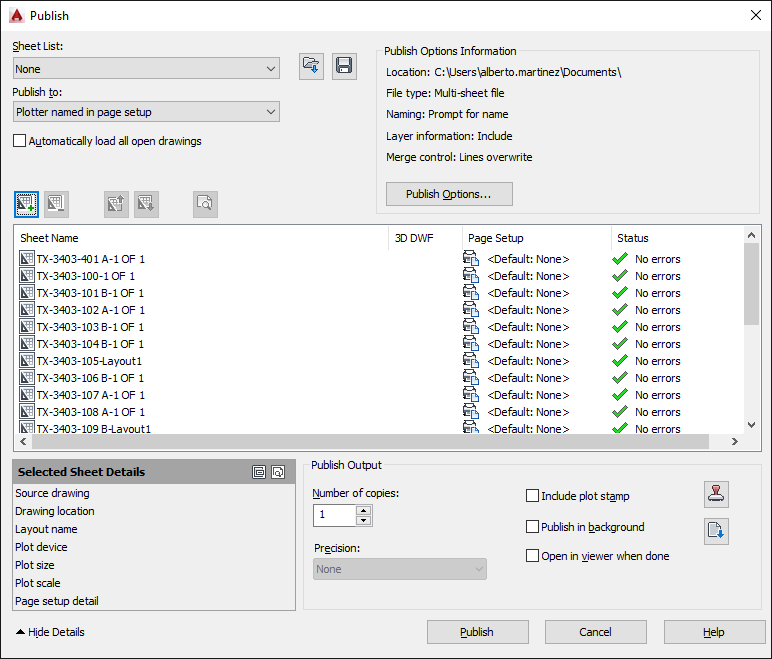 Publish
Sheet List:
None
Publish to:
Plotter named in page setup
Automatically load all open drawings
Publish Options Information
Location: C:\Users\alberto.martinez\Documents\
File type: Multi-sheet file
Naming: Prompt for name
Layer information: Include
Merge control: Lines overwrite
Publish Options...
Sheet Name 3D DWF Page Setup Status
TX-3403-401 A-1 OF 1 <Default: None> No errors
TX-3403-100-1 OF 1 <Default: None> No errors
TX-3403-101 B-1 OF 1 <Default: None> No errors
TX-3403-102 A-1 OF 1 <Default: None> No errors
TX-3403-103 B-1 OF 1 <Default: None> No errors
TX-3403-104 B-1 OF 1 <Default: None> No errors
TX-3403-105-Layout1 <Default: None> No errors
TX-3403-106 B-1 OF 1 <Default: None> No errors
TX-3403-107 A-1 OF 1 <Default: None> No errors
TX-3403-108 A-1 OF 1 <Default: None> No errors
TX-3403-109 B-Layout1 <Default: None> No errors
Selected Sheet Details
Source drawing
Drawing location
Layout name
Plot device
Plot size
Plot scale
Page setup detail
Hide Details
Publish Output
Number of copies:
1
Precision:
None
Include plot stamp
Publish in background
Open in viewer when done
Publish Cancel Help